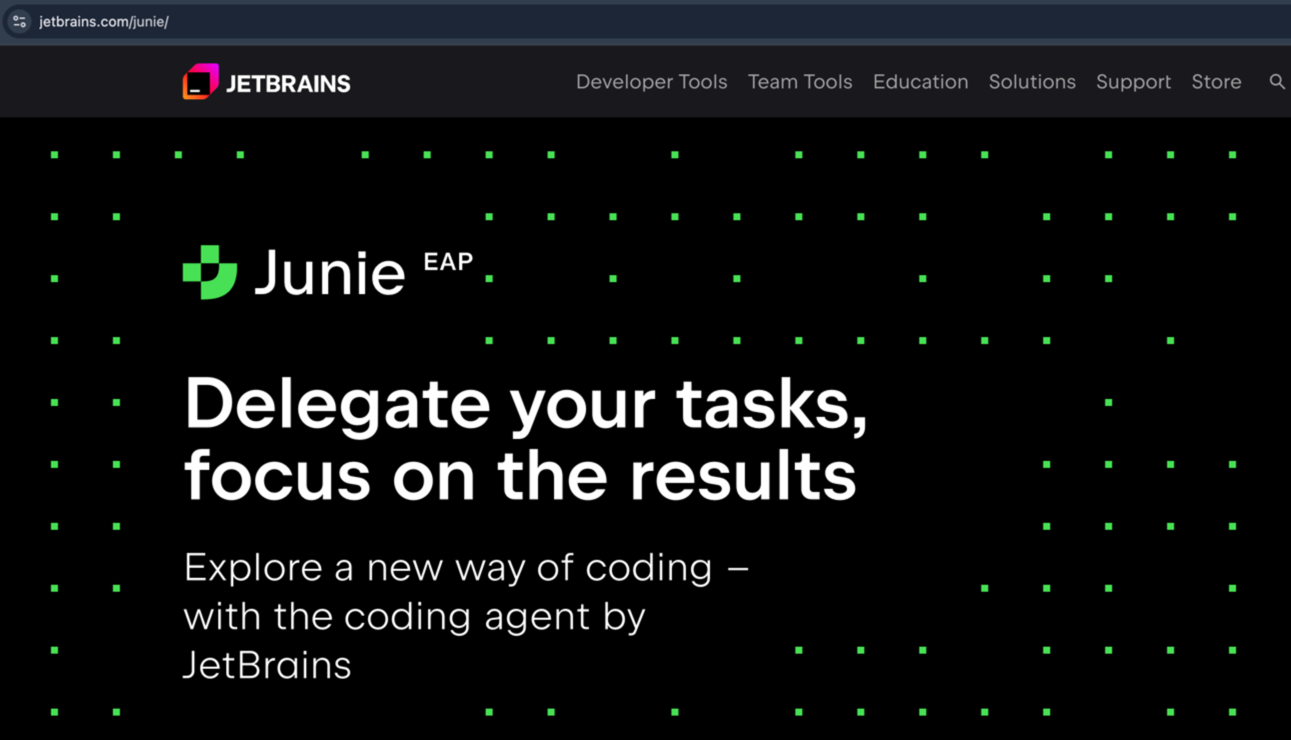 jetbrains.com/junie/
JETBRAINS
Developer Tools Team Tools Education Solutions Support Store
Junie EAP
Delegate your tasks,
focus on the results
Explore a new way of coding –
with the coding agent by
JetBrains